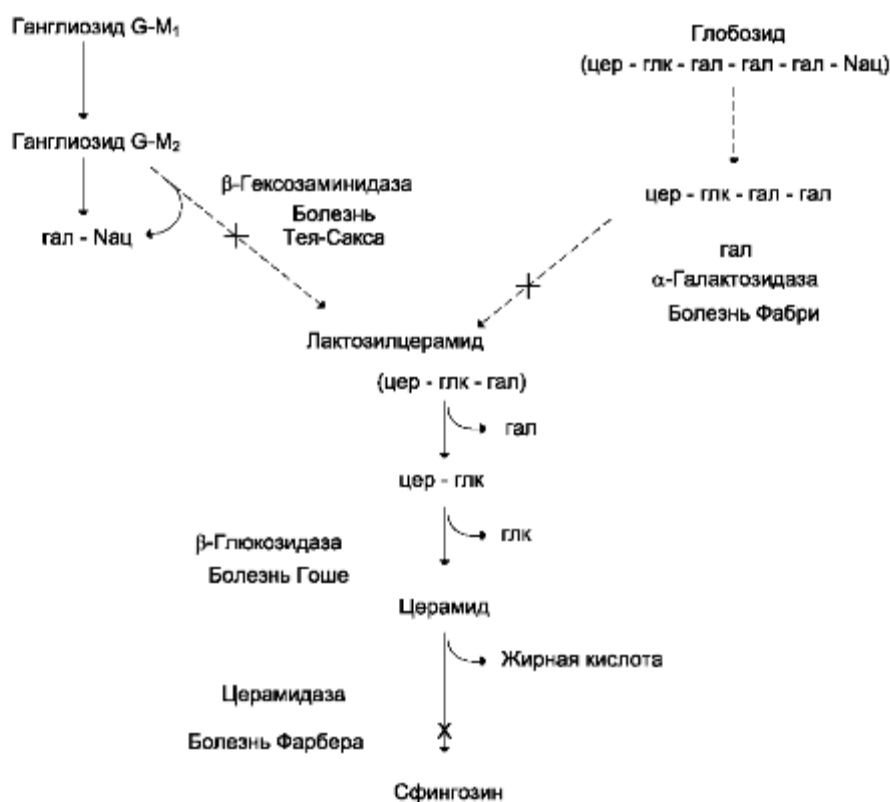 Ганглиозид G-M₁
Глобозид
(цер - глк - гал - гал - гал - Nац)
Ганглиозид G-M₂
β-Гексозаминидаза
Болезнь
Тея-Сакса
гал - Nац
цер - глк - гал - гал
гал
α-Галактозидаза
Болезнь Фабри
Лактозилцерамид
(цер - глк - гал)
гал
цер - глк
глк
β-Глюкозидаза
Болезнь Гоше
Церамид
Жирная кислота
Церамидаза
Болезнь Фарбера
Сфингозин